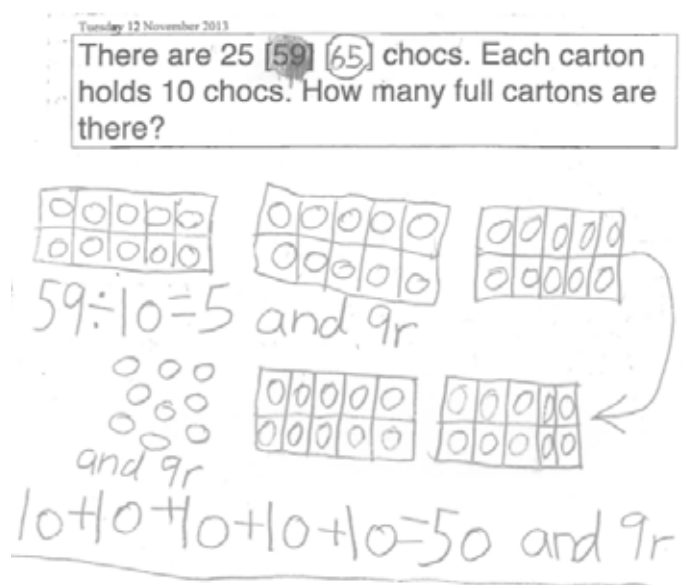 Tuesday 12 November 2013
There are 25 [59] [65] chocs. Each carton
holds 10 chocs. How many full cartons are
there?
59÷10=5 and 9r
and 9r
10+10+10+10+10=50 and 9r